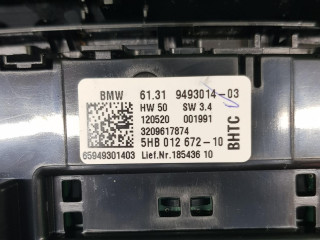 BMW 61.31 9493014-03
HW 50 SW 3.4
120520 001991
3209617874
5HB 012 672-10
65949301403 Lief.Nr.185436 10
BHTC